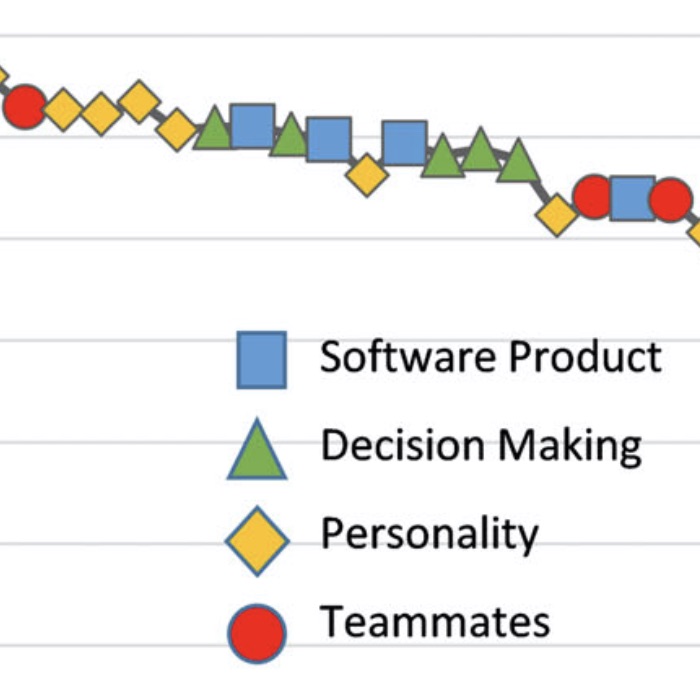 Software Product
Decision Making
Personality
Teammates